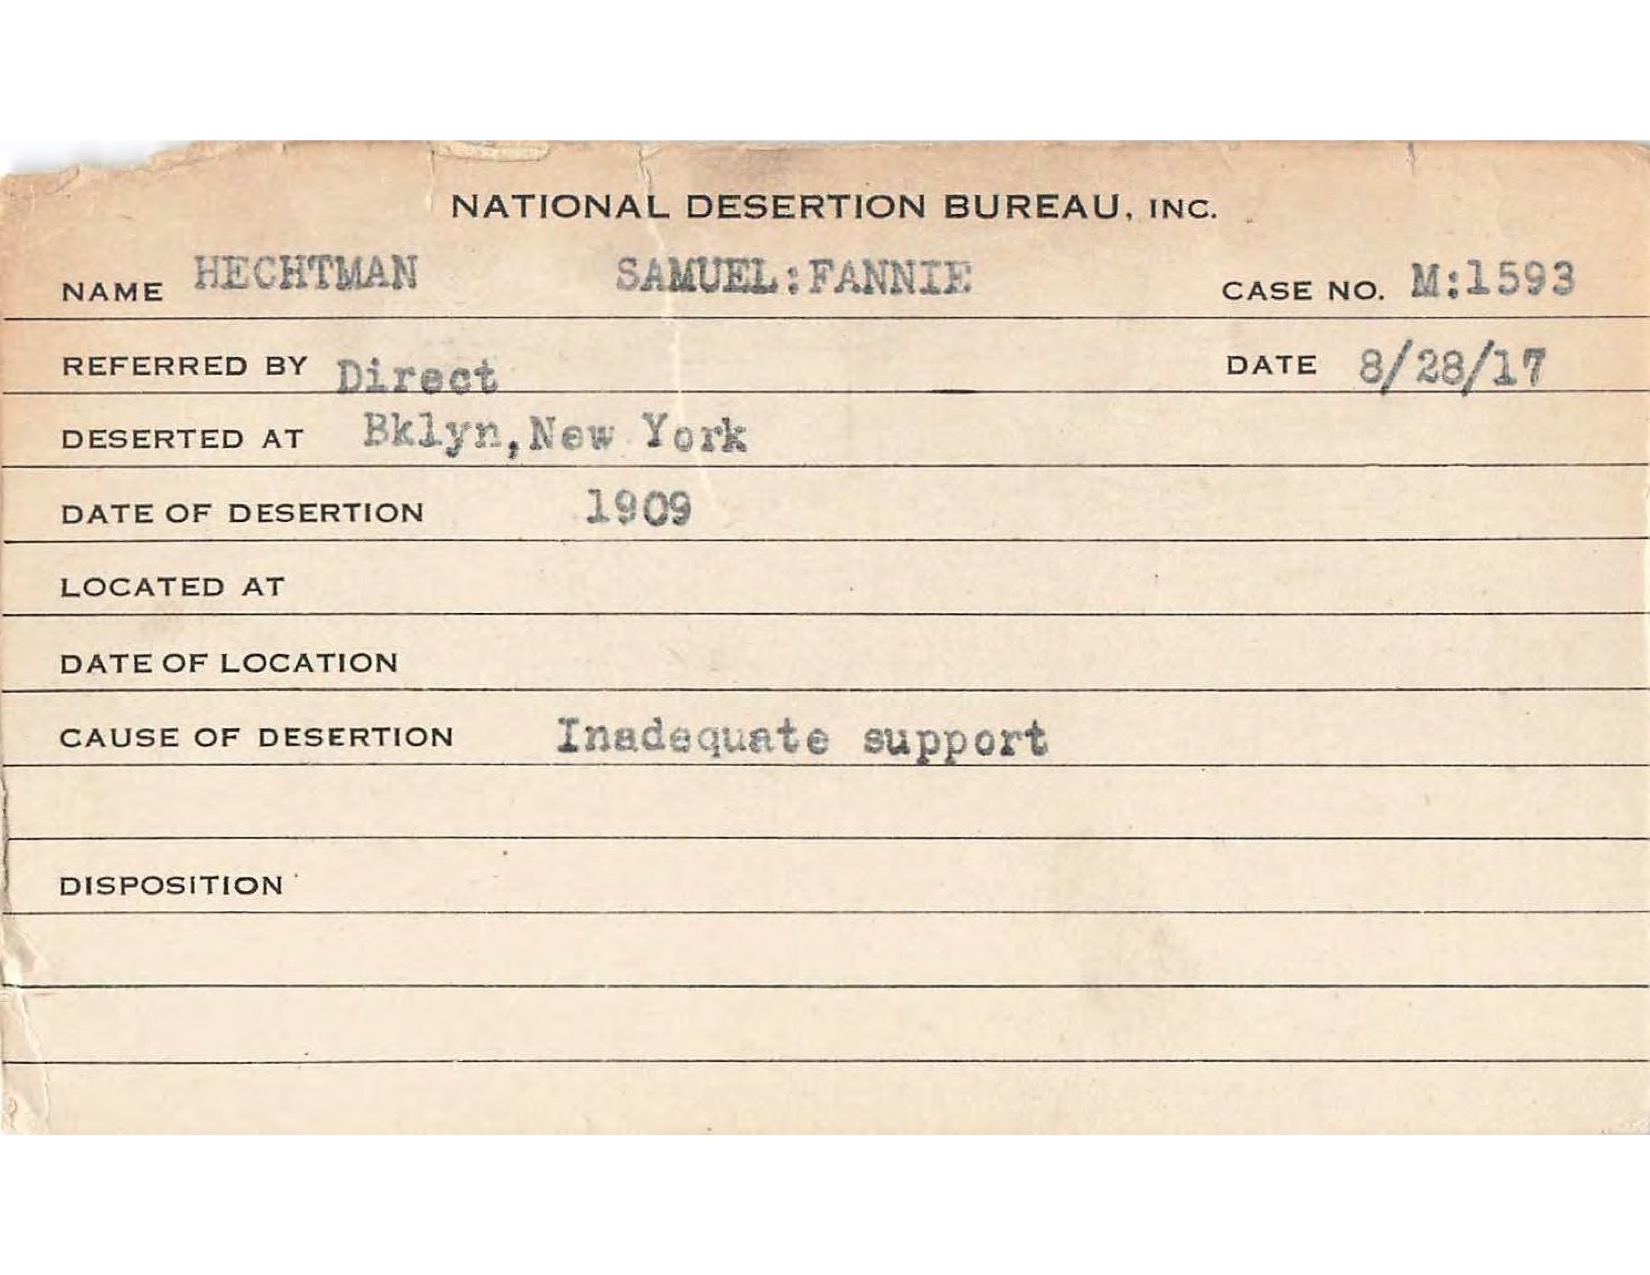 NATIONAL DESERTION BUREAU, INC.
NAME HECHTMAN SAMUEL:FANNIE CASE NO. M:1593
REFERRED BY Direct DATE 8/28/17
DESERTED AT Bklyn,New York
DATE OF DESERTION 1909
LOCATED AT
DATE OF LOCATION
CAUSE OF DESERTION Inadequate support
DISPOSITION